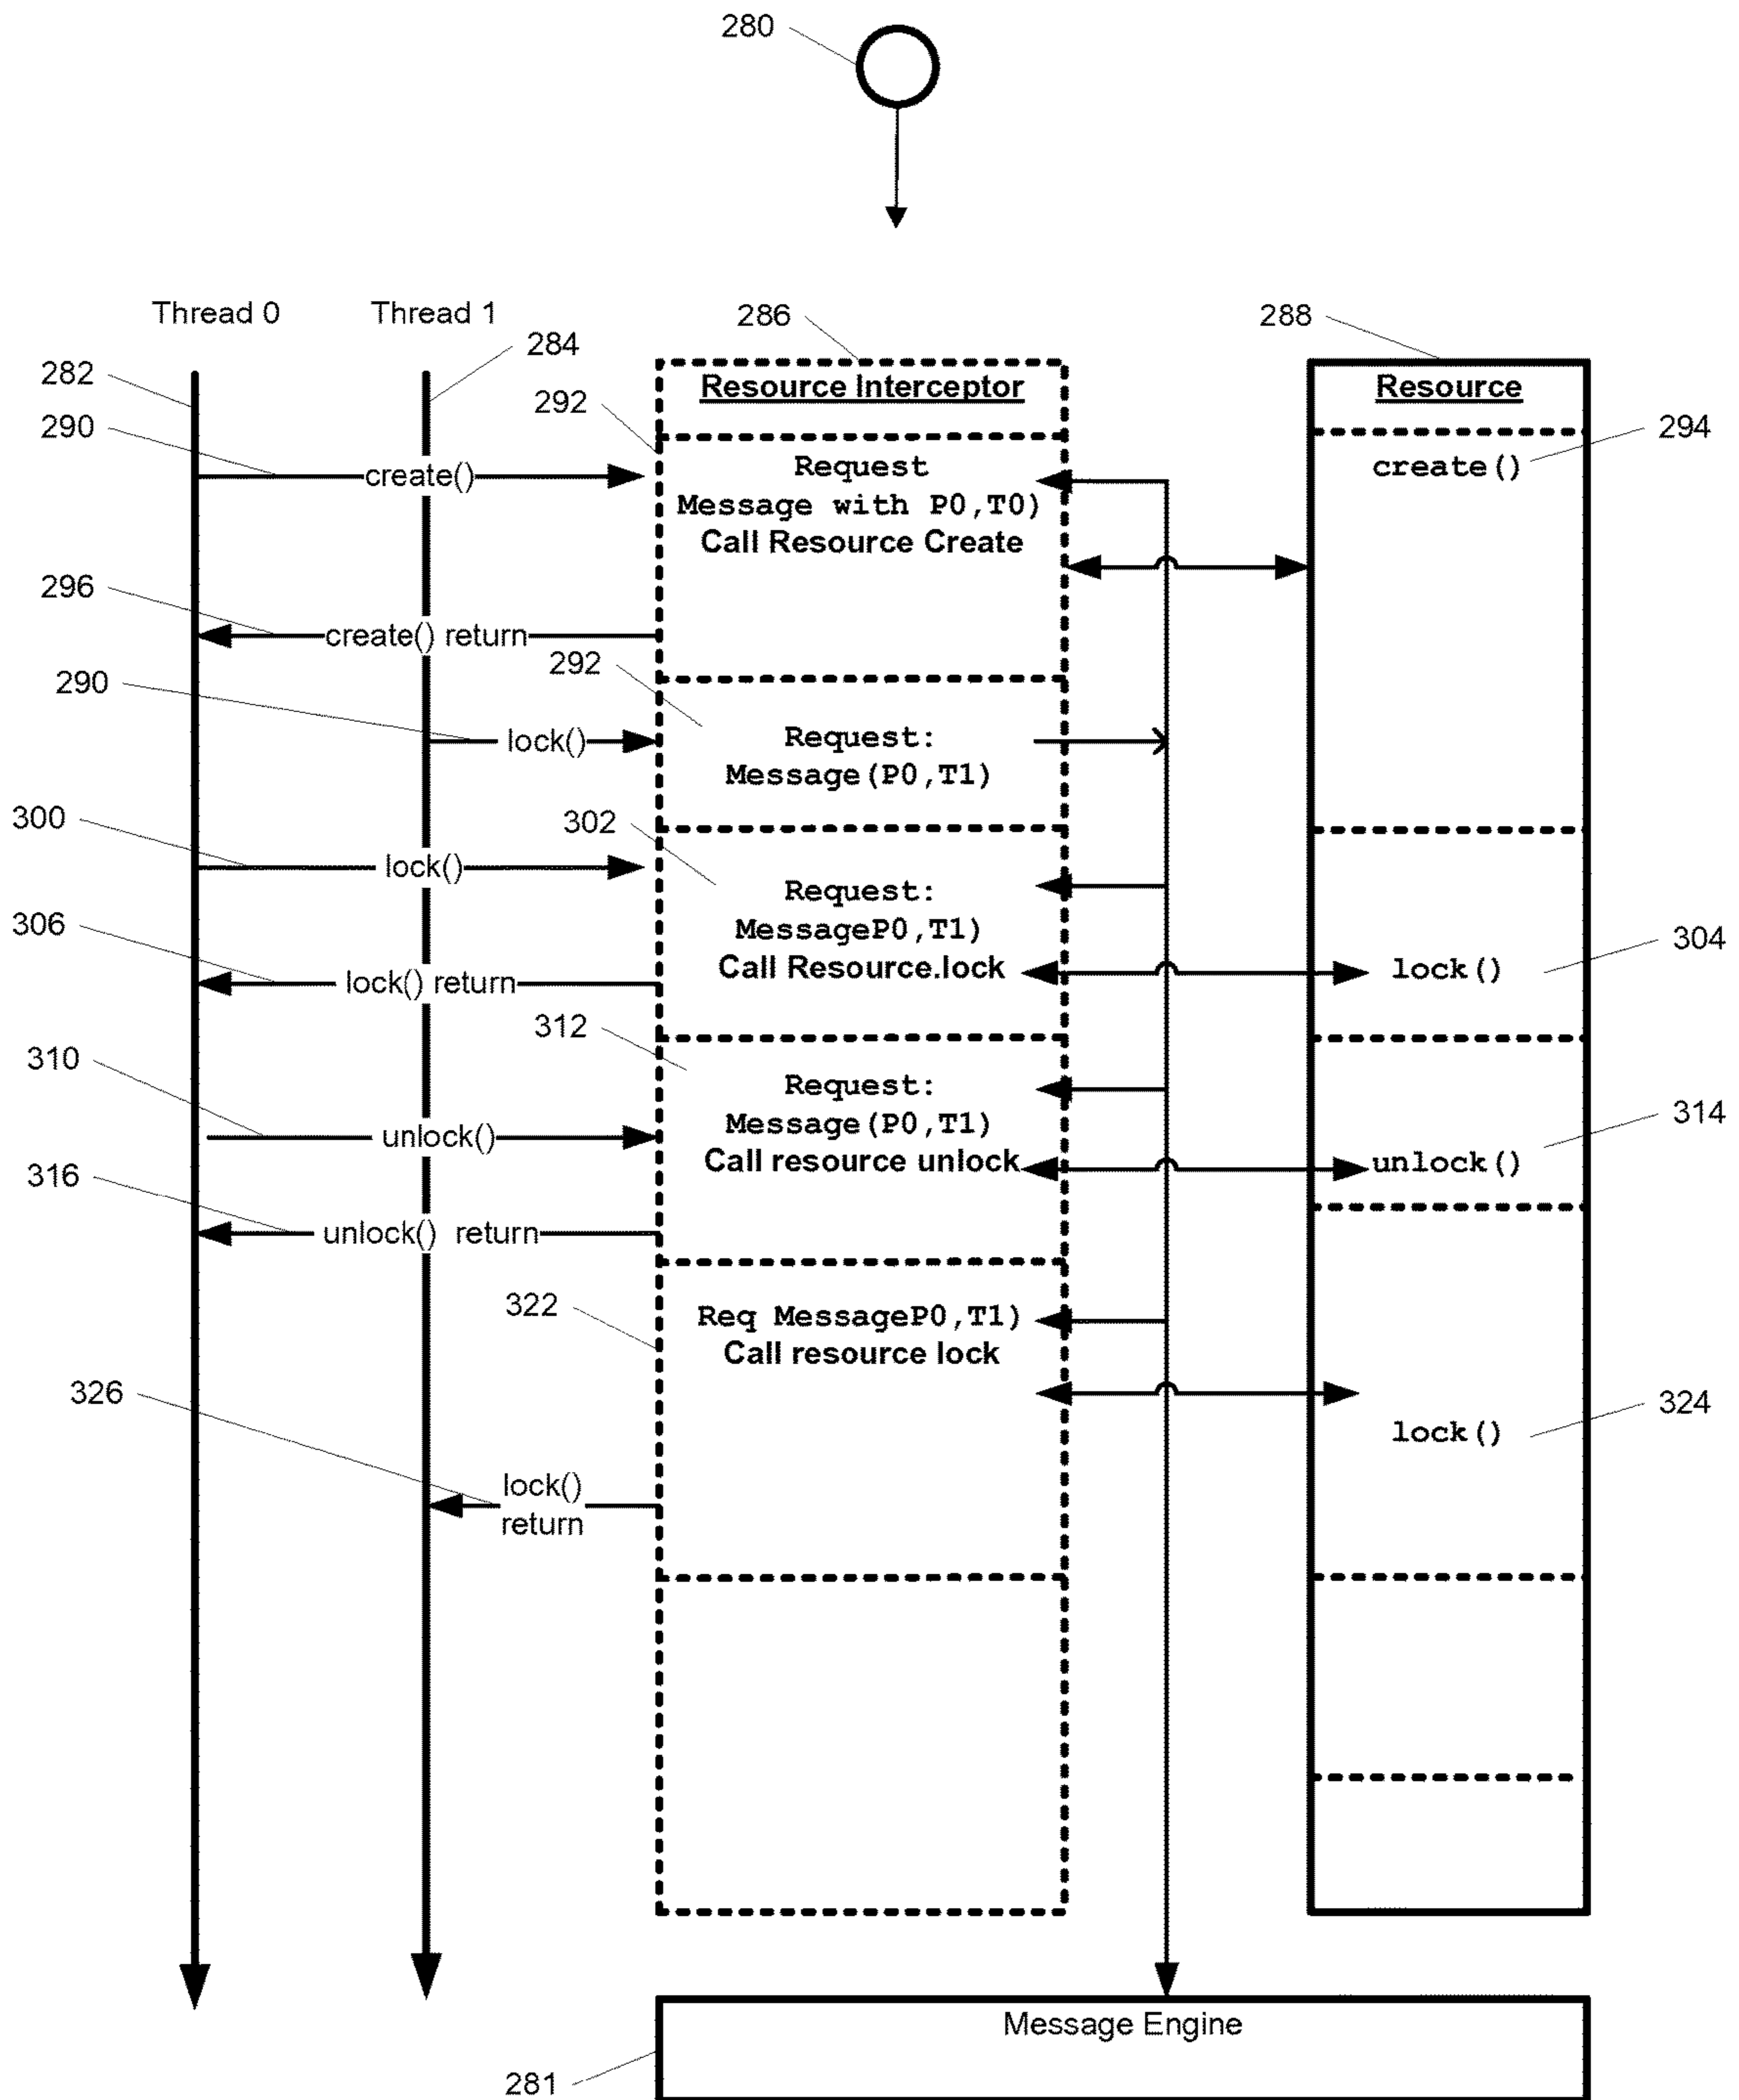 280
Thread 0
Thread 1
286
288
284
282
Resource Interceptor
Resource
292
290
294
create()
Request
create()
Message with P0,T0)
Call Resource Create
296
create() return
292
290
lock()
Request:
Message(P0,T1)
302
300
lock()
Request:
306
MessageP0,T1)
304
Call Resource.lock
lock()
lock() return
312
310
Request:
314
Message(P0,T1)
unlock()
Call resource unlock
unlock()
316
unlock() return
322
Req MessageP0,T1)
Call resource lock
326
324
lock()
lock()
return
Message Engine
281